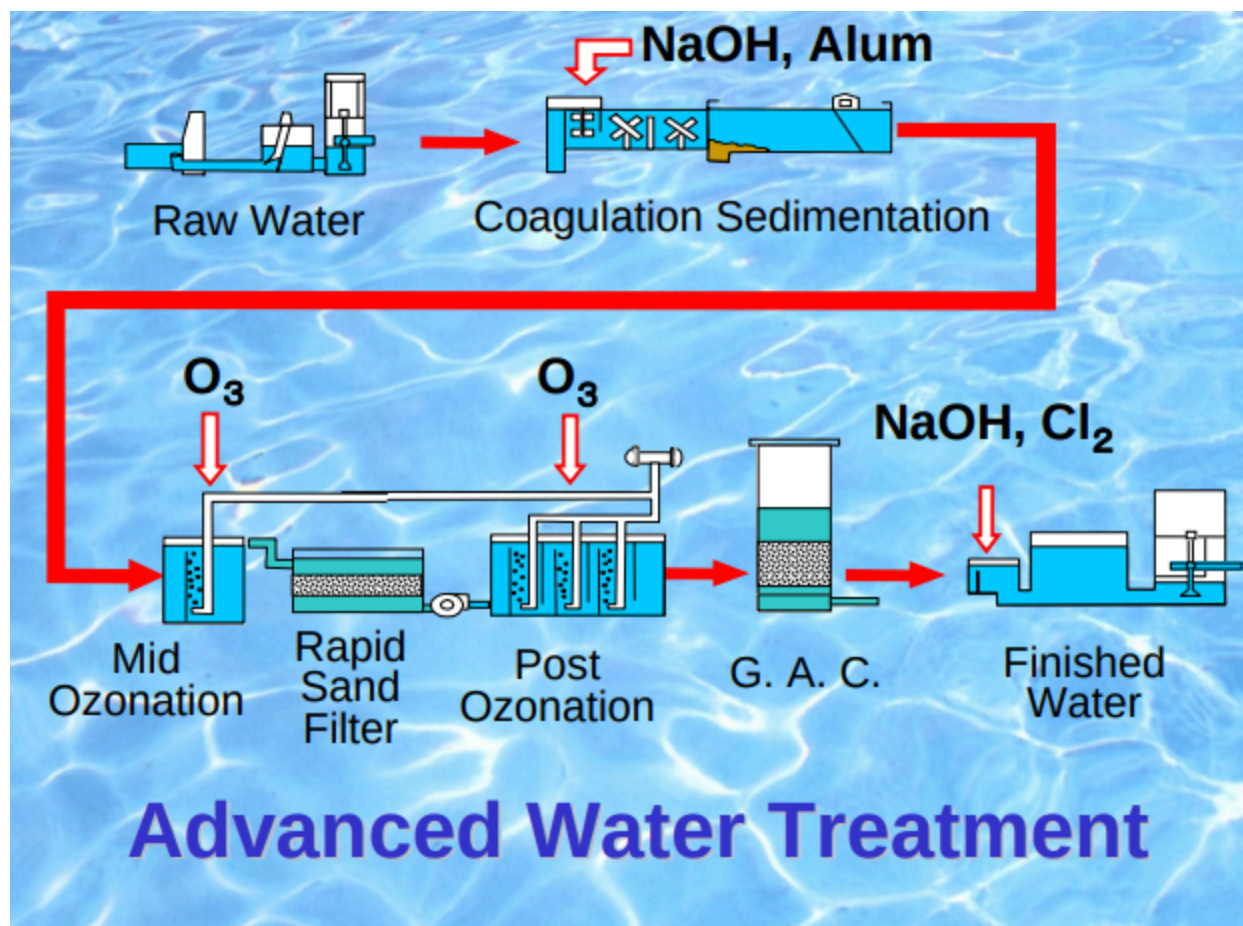 NaOH, Alum
Raw Water
Coagulation Sedimentation
O₃
O₃
NaOH, Cl₂
Mid
Ozonation
Rapid
Sand
Filter
Post
Ozonation
G. A. C.
Finished
Water
Advanced Water Treatment